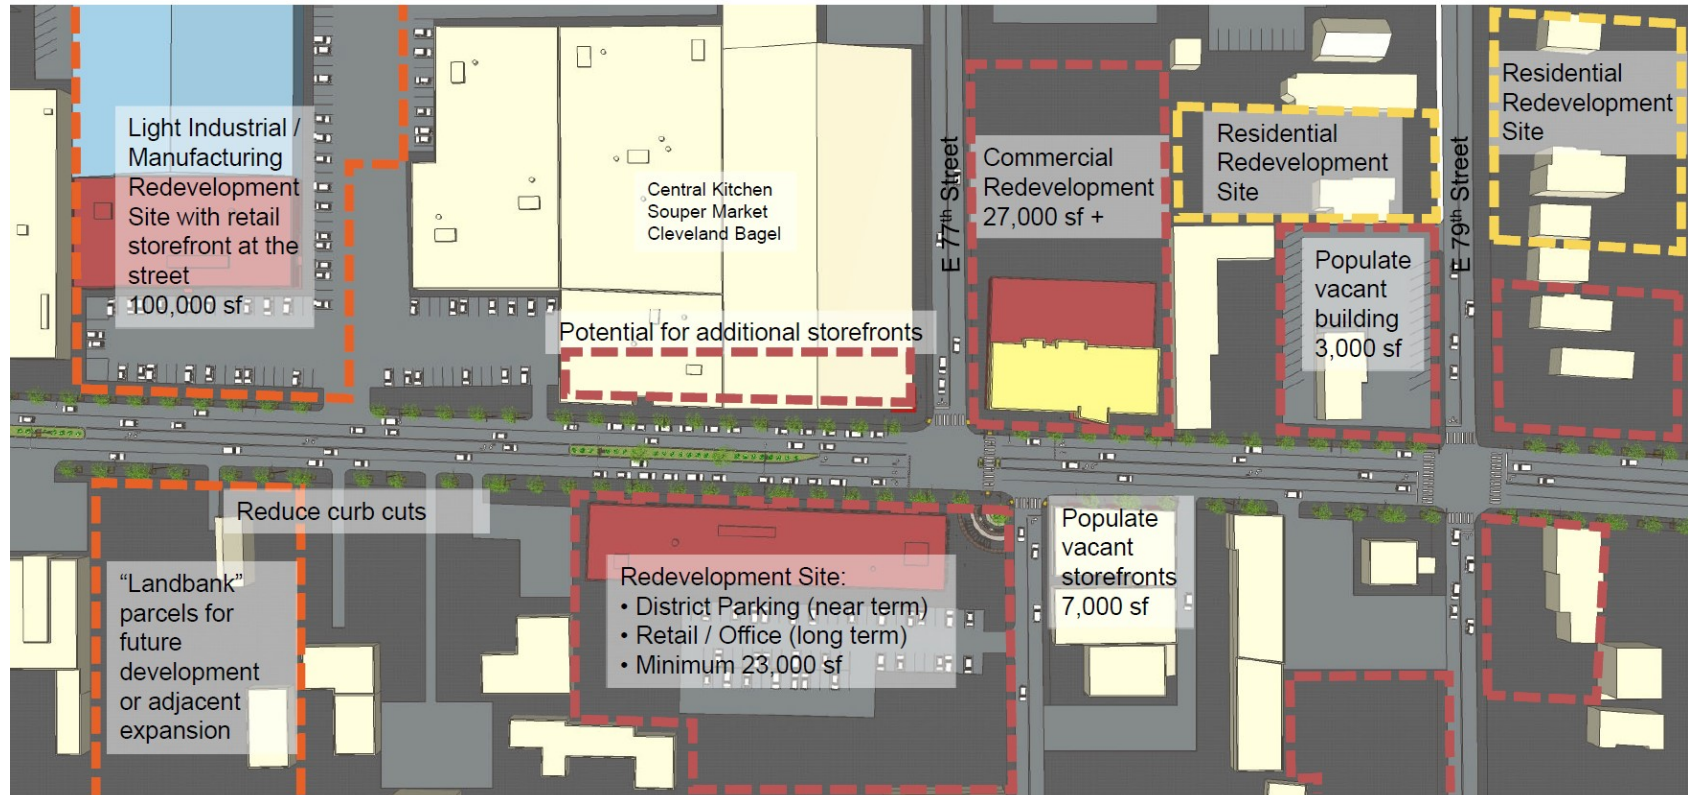 Light Industrial /
Manufacturing
Redevelopment
Site with retail
storefront at the
street
100,000 sf
Central Kitchen
Souper Market
Cleveland Bagel
Potential for additional storefronts
E 77th Street
Commercial
Redevelopment
27,000 sf +
Residential
Redevelopment
Site
Populate
vacant
building
3,000 sf
E 79th Street
Residential
Redevelopment
Site
Reduce curb cuts
“Landbank”
parcels for
future
development
or adjacent
expansion
Redevelopment Site:
• District Parking (near term)
• Retail / Office (long term)
• Minimum 23,000 sf
Populate
vacant
storefronts
7,000 sf